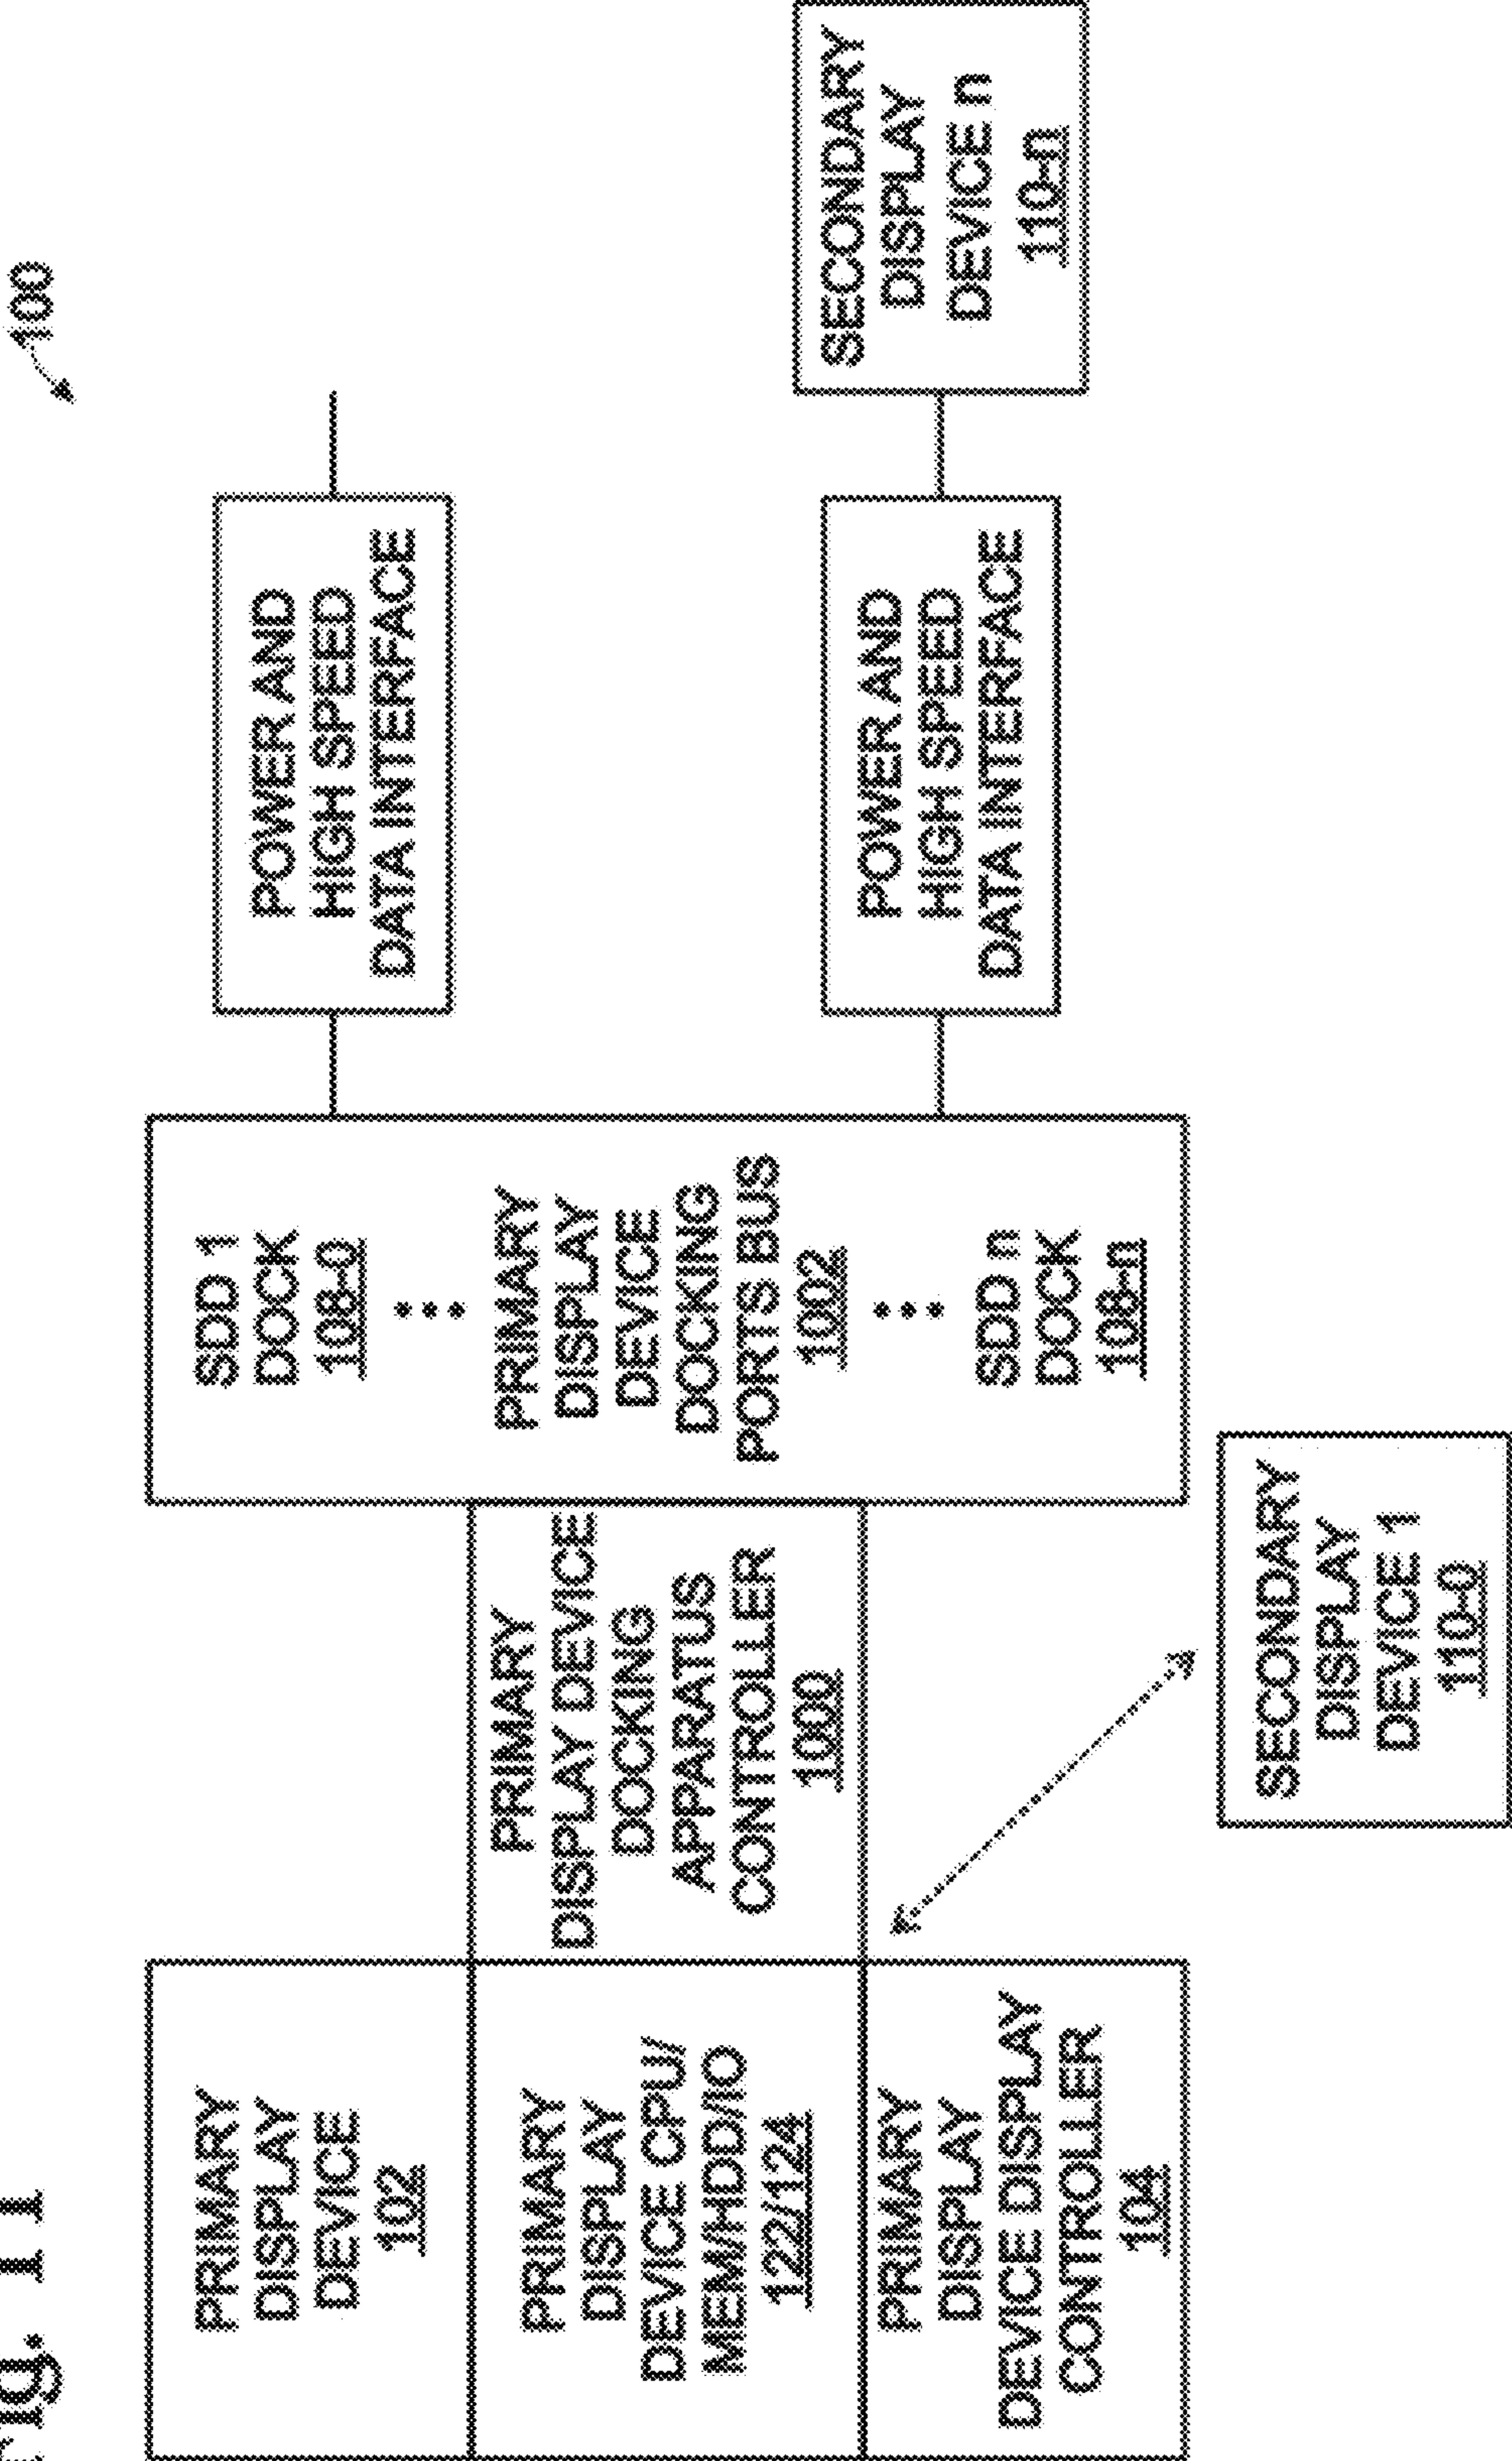 Fig. 11
100
PRIMARY
DISPLAY
DEVICE
102
PRIMARY
DISPLAY
DEVICE CPU/
MEM/HDD/IO
122/124
PRIMARY
DISPLAY
DEVICE DISPLAY
CONTROLLER
104
PRIMARY
DISPLAY DEVICE
DOCKING
APPARATUS
CONTROLLER
1000
SDD 1
DOCK
108-0
PRIMARY
DISPLAY
DEVICE
DOCKING
PORTS BUS
1002
SDD n
DOCK
108-n
POWER AND
HIGH SPEED
DATA INTERFACE
POWER AND
HIGH SPEED
DATA INTERFACE
SECONDARY
DISPLAY
DEVICE n
110-n
SECONDARY
DISPLAY
DEVICE 1
110-0